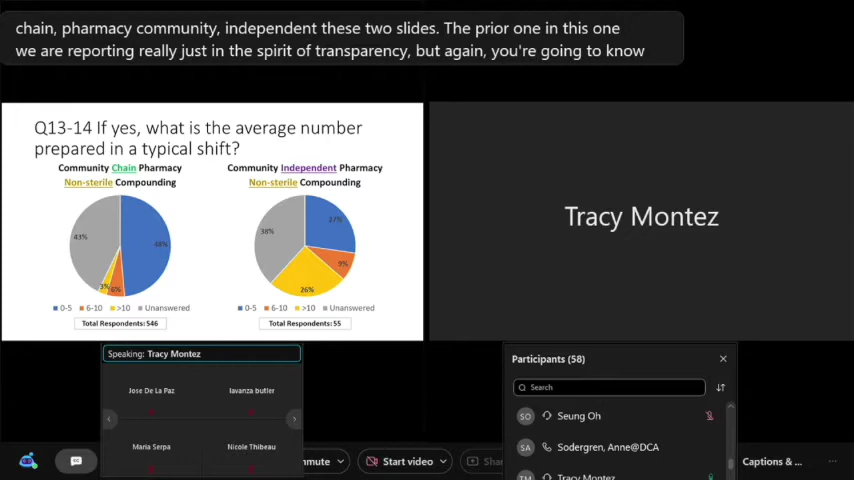 chain, pharmacy community, independent these two slides. The prior one in this one
we are reporting really just in the spirit of transparency, but again, you're going to know
Q13-14 If yes, what is the average number
prepared in a typical shift?
Community Chain Pharmacy
Non-sterile Compounding
43%
48%
3%
6%
0-5 6-10 >10 Unanswered
Total Respondents: 546
Community Independent Pharmacy
Non-sterile Compounding
38%
27%
9%
26%
0-5 6-10 >10 Unanswered
Total Respondents: 55
Tracy Montez
Speaking: Tracy Montez
Jose De La Paz
lavanza butler
Maria Serpa
Nicole Thibeau
Participants (58)
Search
SO Seung Oh
SA Sodergren, Anne@DCA
TM Tracy Montez
CC
mute
Start video
Shar
Captions & ...